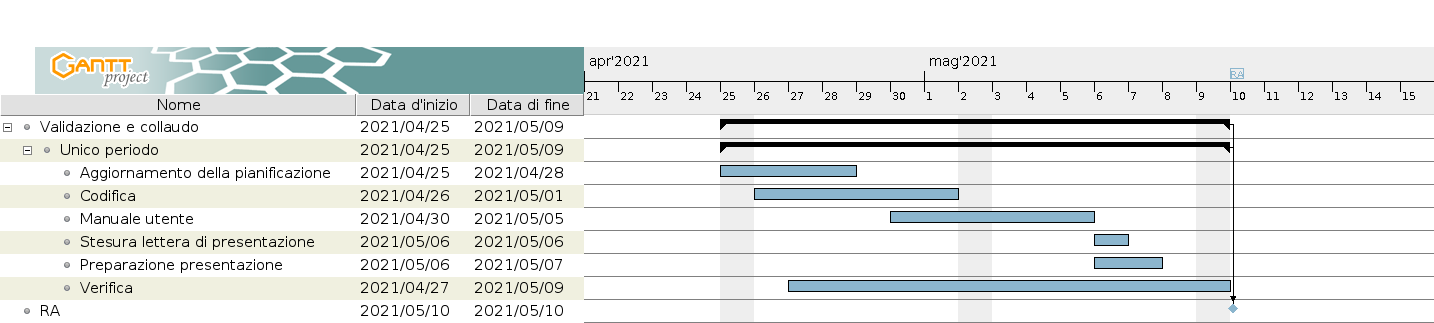 GANTT
project
apr'2021 mag'2021
RA
21 22 23 24 25 26 27 28 29 30 1 2 3 4 5 6 7 8 9 10 11 12 13 14 15
Nome Data d'inizio Data di fine
Validazione e collaudo 2021/04/25 2021/05/09
Unico periodo 2021/04/25 2021/05/09
Aggiornamento della pianificazione 2021/04/25 2021/04/28
Codifica 2021/04/26 2021/05/01
Manuale utente 2021/04/30 2021/05/05
Stesura lettera di presentazione 2021/05/06 2021/05/06
Preparazione presentazione 2021/05/06 2021/05/07
Verifica 2021/04/27 2021/05/09
RA 2021/05/10 2021/05/10